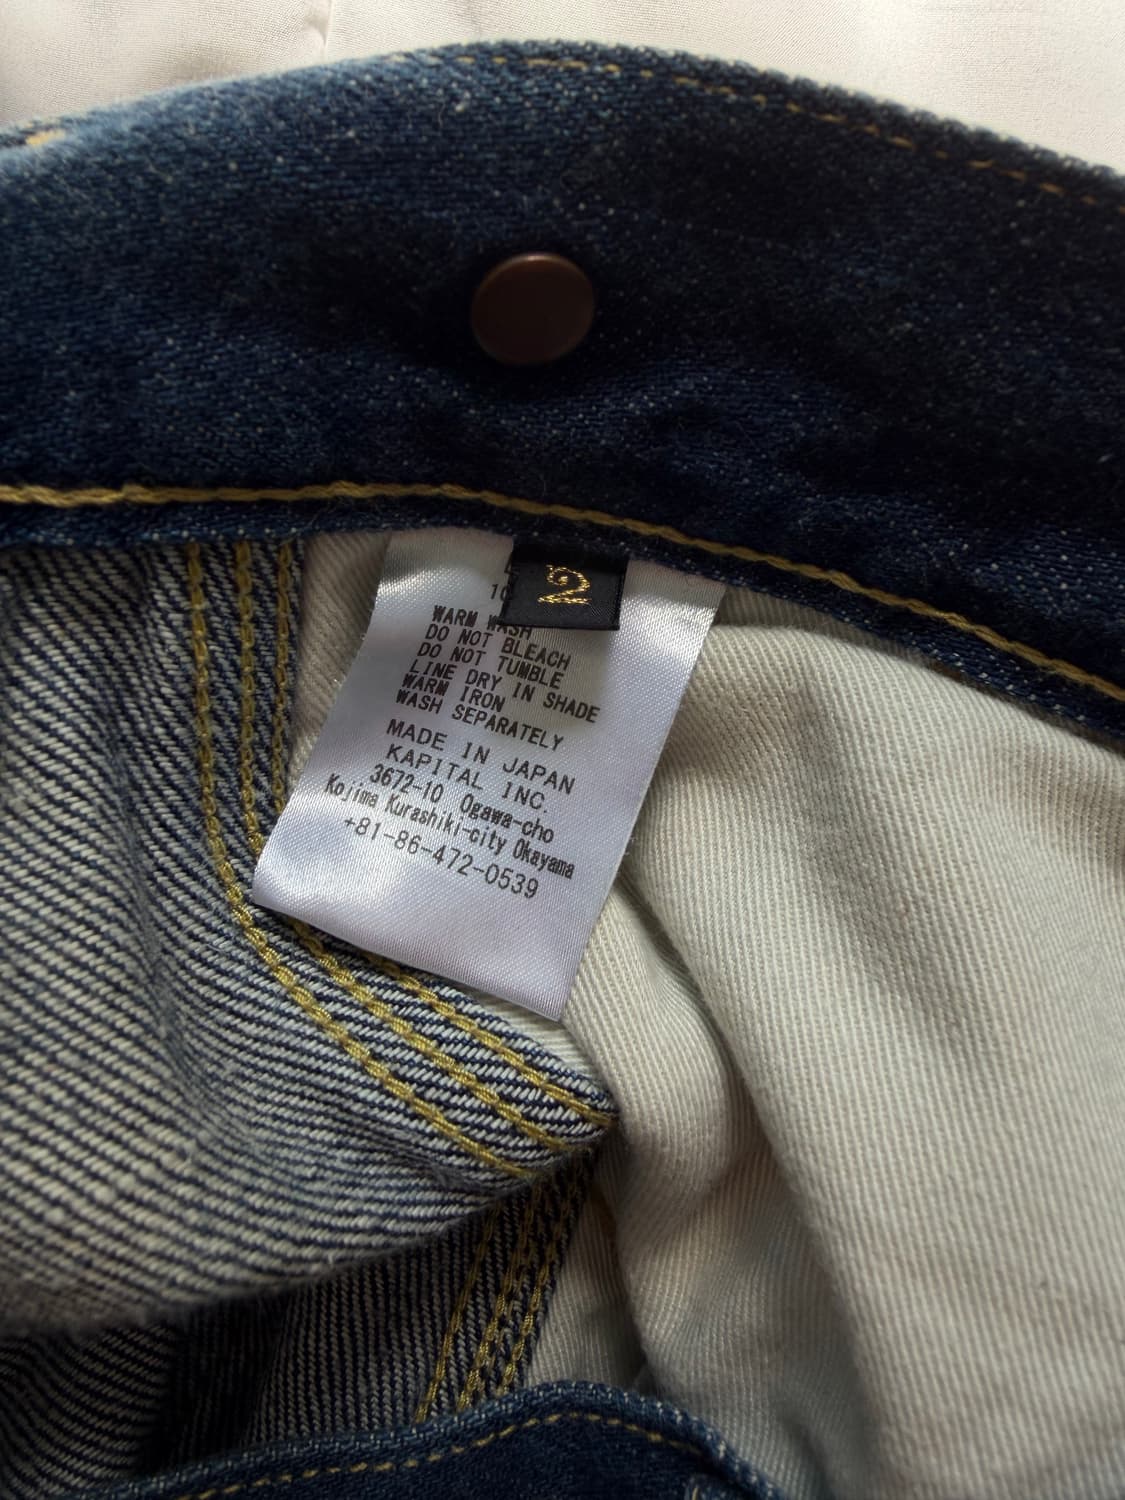 2
WARM WASH
DO NOT BLEACH
DO NOT TUMBLE
LINE DRY IN SHADE
WARM IRON
WASH SEPARATELY
MADE IN JAPAN
KAPITAL INC.
3672-10 Ogawa-cho
Kojima Kurashiki-city Okayama
+81-86-472-0539